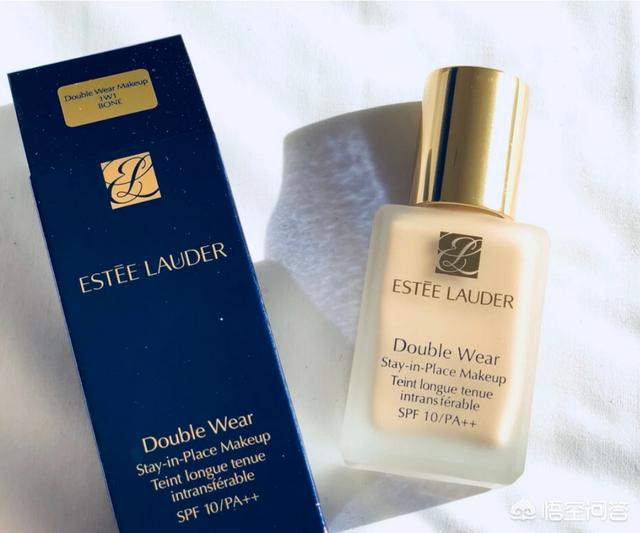 Double Wear Makeup
1W1
BONE
ESTĒE LAUDER
Double Wear
Stay-in-Place Makeup
Teint longue tenue
intransférable
SPF 10/PA++
ESTĒE LAUDER
Double Wear
Stay-in-Place Makeup
Teint longue tenue
intransférable
SPF 10/PA++
悟空问答